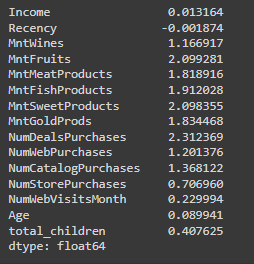 Income 0.013164
Recency -0.001874
MntWines 1.166917
MntFruits 2.099281
MntMeatProducts 1.818916
MntFishProducts 1.912028
MntSweetProducts 2.098355
MntGoldProds 1.834468
NumDealsPurchases 2.312369
NumWebPurchases 1.201376
NumCatalogPurchases 1.368122
NumStorePurchases 0.706960
NumWebVisitsMonth 0.229994
Age 0.089941
total_children 0.407625
dtype: float64